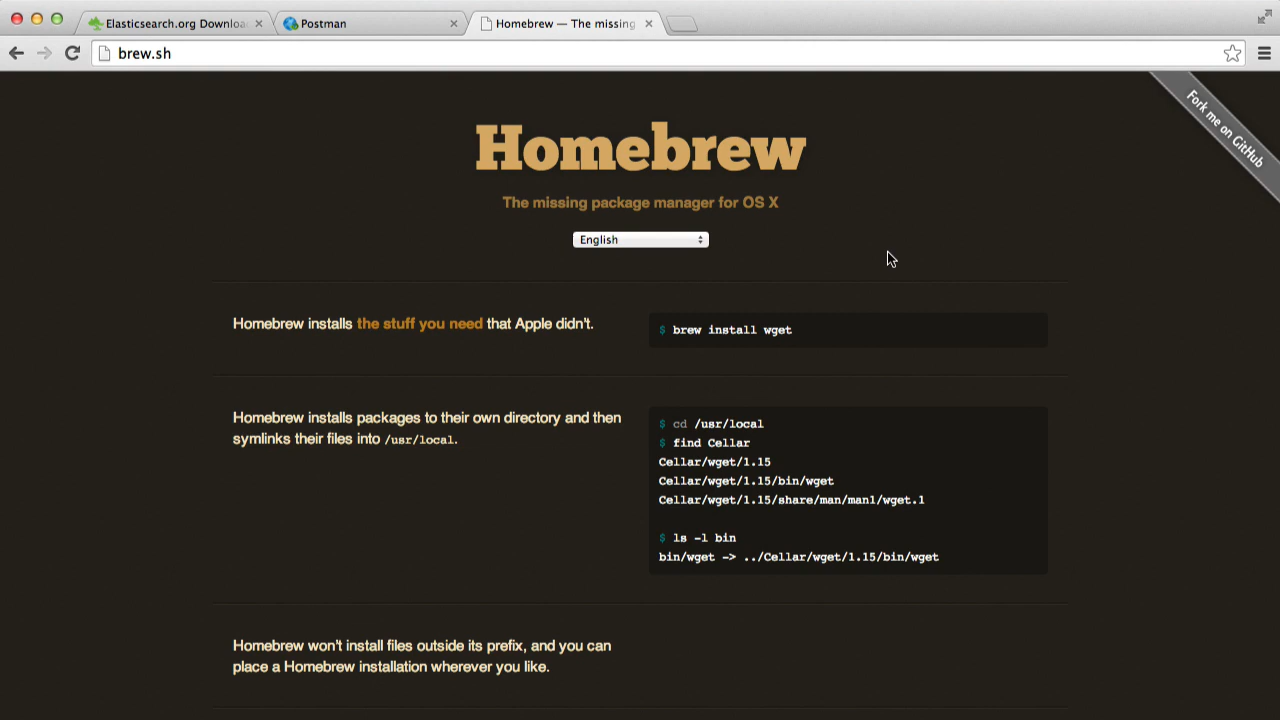 Elasticsearch.org Downloa
Postman
Homebrew — The missing
brew.sh
Fork me on GitHub
Homebrew
The missing package manager for OS X
English
Homebrew installs the stuff you need that Apple didn't.
$ brew install wget
Homebrew installs packages to their own directory and then
symlinks their files into /usr/local.
$ cd /usr/local
$ find Cellar
Cellar/wget/1.15
Cellar/wget/1.15/bin/wget
Cellar/wget/1.15/share/man/man1/wget.1
$ ls -l bin
bin/wget -> ../Cellar/wget/1.15/bin/wget
Homebrew won't install files outside its prefix, and you can
place a Homebrew installation wherever you like.